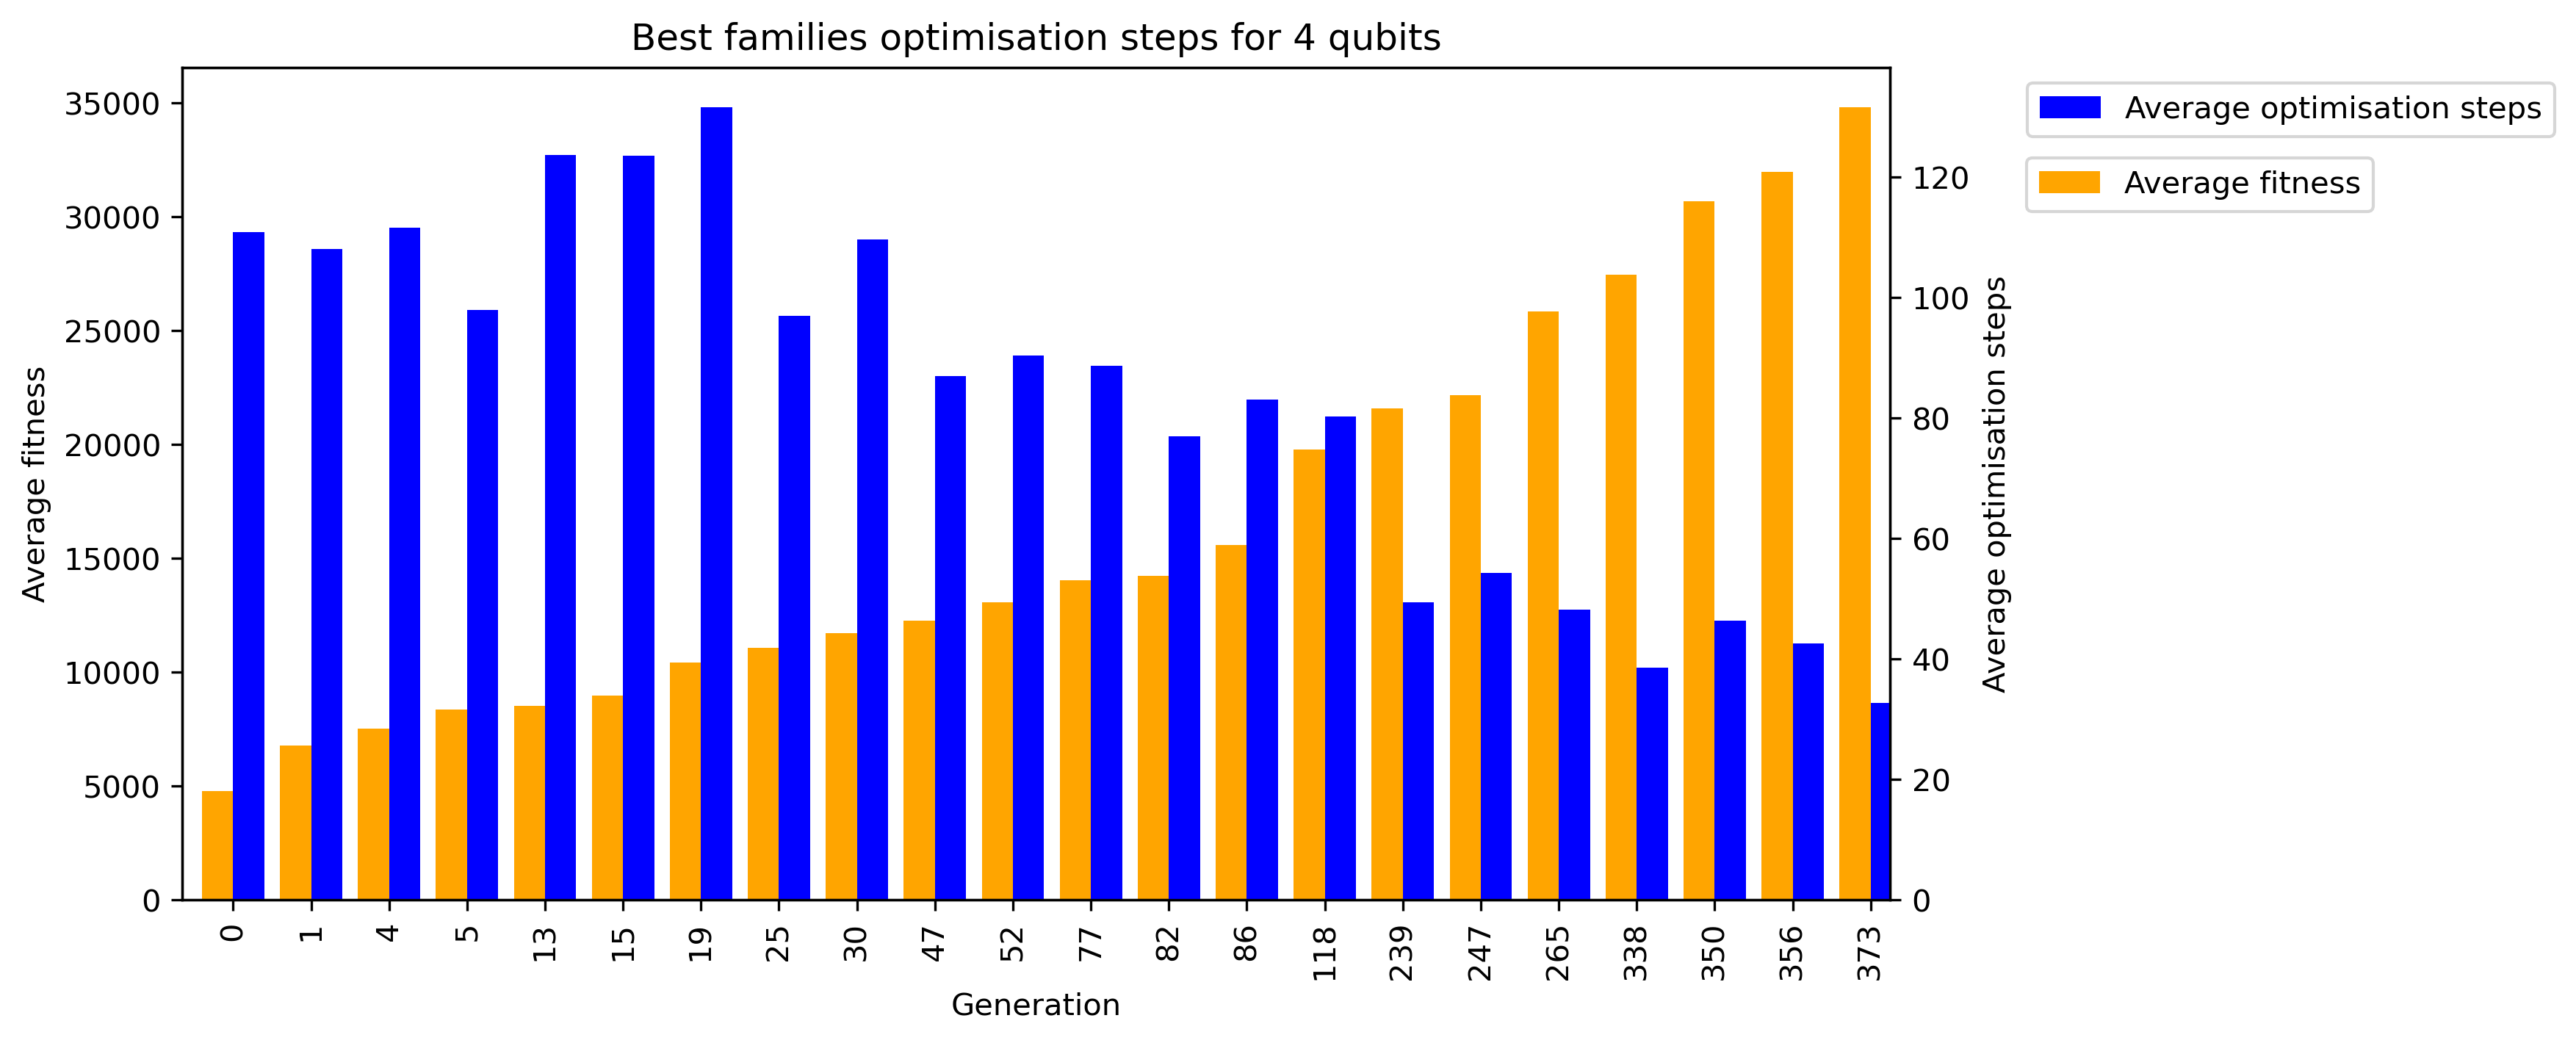 Best families optimisation steps for 4 qubits
Average optimisation steps
Average fitness
35000
30000
25000
20000
15000
10000
5000
0
Average fitness
120
100
80
60
40
20
0
Average optimisation steps
0 1 4 5 13 15 19 25 30 47 52 77 82 86 118 239 247 265 338 350 356 373
Generation